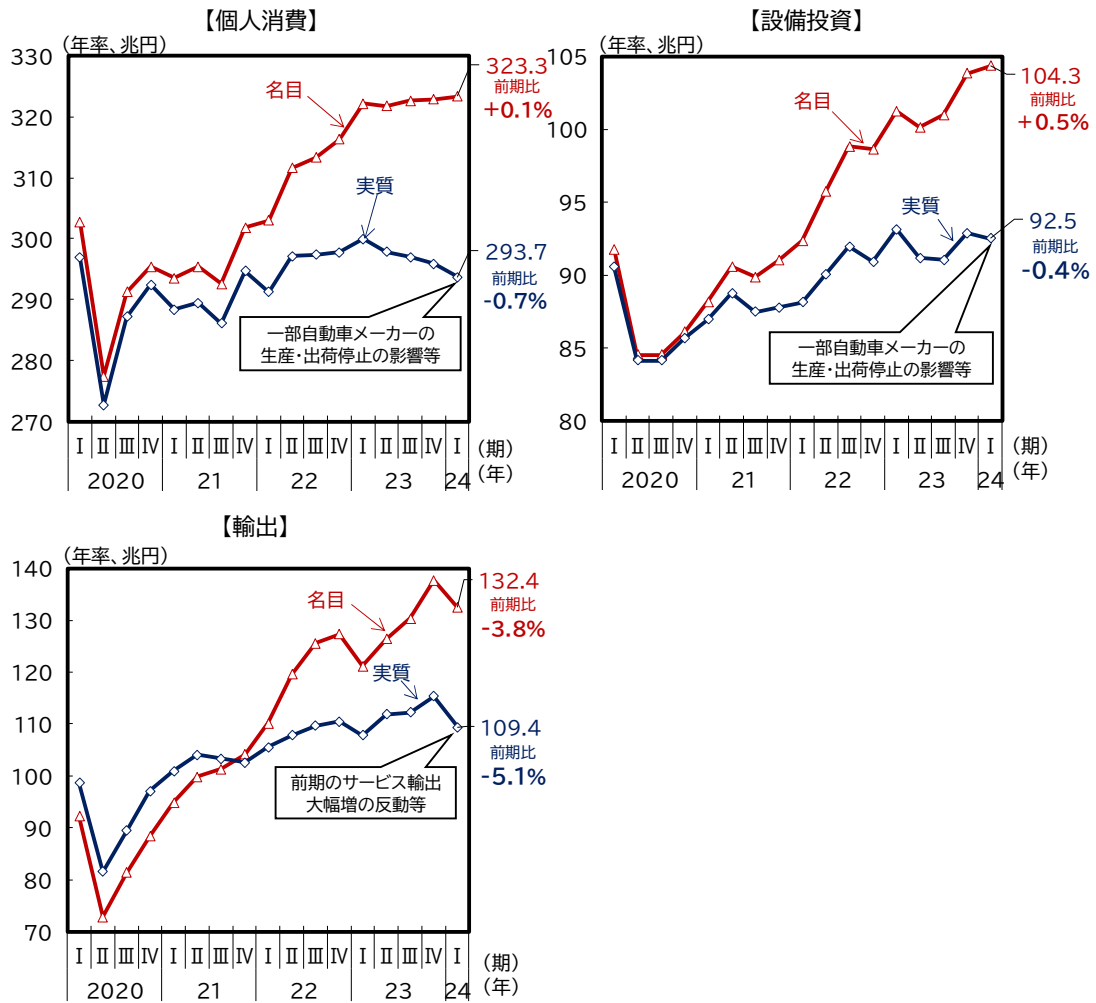 【個人消費】
（年率、兆円）
330
320
310
300
290
280
270
名目
実質
323.3
前期比
+0.1%
293.7
前期比
-0.7%
一部自動車メーカーの
生産・出荷停止の影響等
Ⅰ Ⅱ Ⅲ Ⅳ Ⅰ Ⅱ Ⅲ Ⅳ Ⅰ Ⅱ Ⅲ Ⅳ Ⅰ Ⅱ Ⅲ Ⅳ Ⅰ （期）
2020 21 22 23 24 （年）
【設備投資】
（年率、兆円）
105
100
95
90
85
80
名目
実質
104.3
前期比
+0.5%
92.5
前期比
-0.4%
一部自動車メーカーの
生産・出荷停止の影響等
Ⅰ Ⅱ Ⅲ Ⅳ Ⅰ Ⅱ Ⅲ Ⅳ Ⅰ Ⅱ Ⅲ Ⅳ Ⅰ Ⅱ Ⅲ Ⅳ Ⅰ （期）
2020 21 22 23 24 （年）
【輸出】
（年率、兆円）
140
130
120
110
100
90
80
70
名目
実質
132.4
前期比
-3.8%
109.4
前期比
-5.1%
前期のサービス輸出
大幅増の反動等
Ⅰ Ⅱ Ⅲ Ⅳ Ⅰ Ⅱ Ⅲ Ⅳ Ⅰ Ⅱ Ⅲ Ⅳ Ⅰ Ⅱ Ⅲ Ⅳ Ⅰ （期）
2020 21 22 23 24 （年）